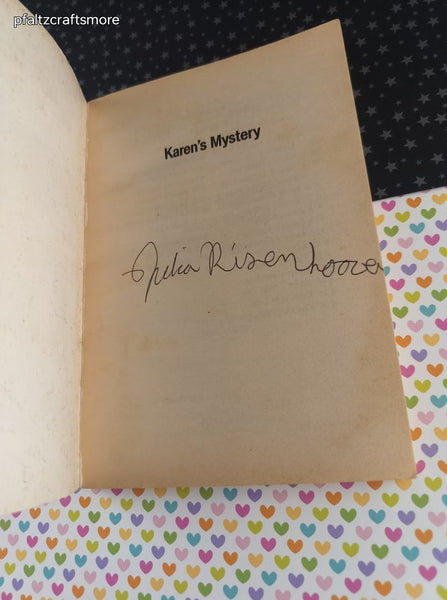 pfaltzcraftsmore
Karen's Mystery
Julia Risenhoover